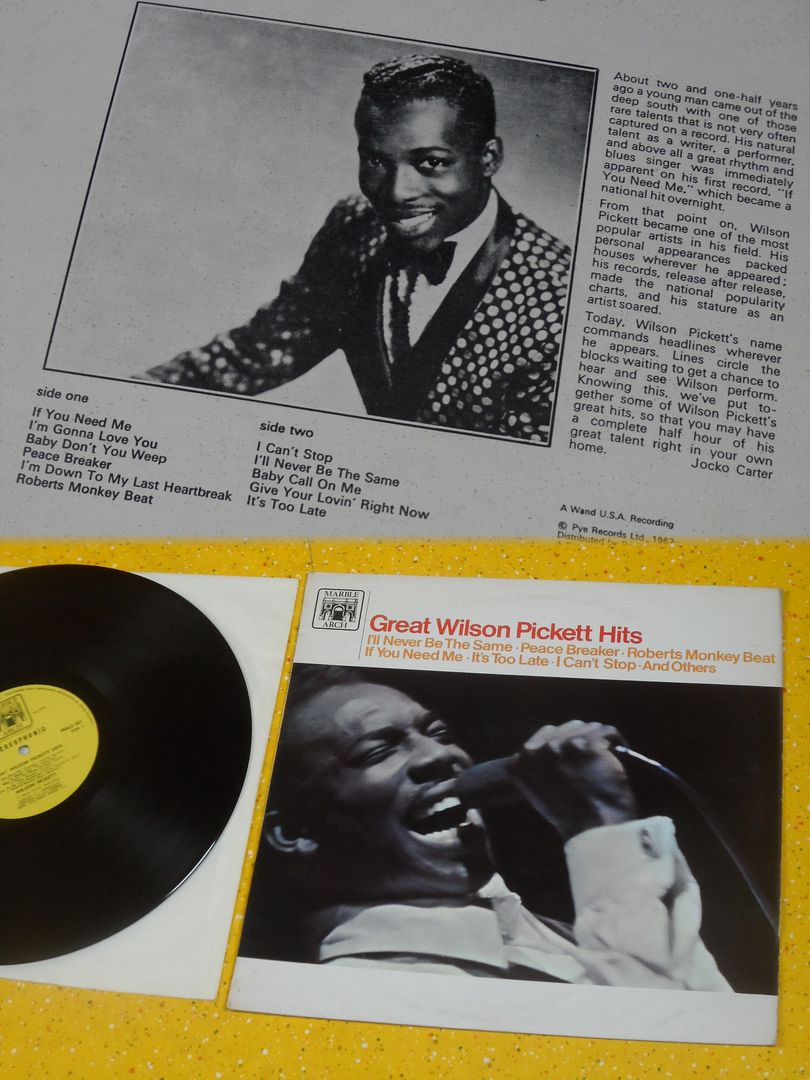 About two and one-half years
ago a young man came out of the
deep south with one of those
rare talents that is not very often
captured on a record. His natural
talent as a writer, a performer,
and above all a great rhythm and
blues singer was immediately
apparent on his first record, "If
You Need Me," which became a
national hit overnight.
From that point on, Wilson
Pickett became one of the most
popular artists in his field. His
personal appearances packed
houses wherever he appeared;
his records, release after release,
made the national popularity
charts, and his stature as an
artist soared.
Today, Wilson Pickett's name
commands headlines wherever
he appears. Lines circle the
blocks waiting to get a chance to
hear and see Wilson perform.
Knowing this, we've put to-
gether some of Wilson Pickett's
great hits, so that you may have
a complete half hour of his
great talent right in your own
home.
Jocko Carter
side one
If You Need Me
I'm Gonna Love You
Baby Don't You Weep
Peace Breaker
I'm Down To My Last Heartbreak
Roberts Monkey Beat
side two
I Can't Stop
I'll Never Be The Same
Baby Call On Me
Give Your Lovin' Right Now
It's Too Late
A Wand U.S.A. Recording
© Pye Records Ltd., 1967
Distributed by
MARBLE
ARCH
Great Wilson Pickett Hits
I'll Never Be The Same · Peace Breaker · Roberts Monkey Beat
If You Need Me · It's Too Late · I Can't Stop · And Others
ARCH
WILSON PICKETT HITS
WILSON PICKETT